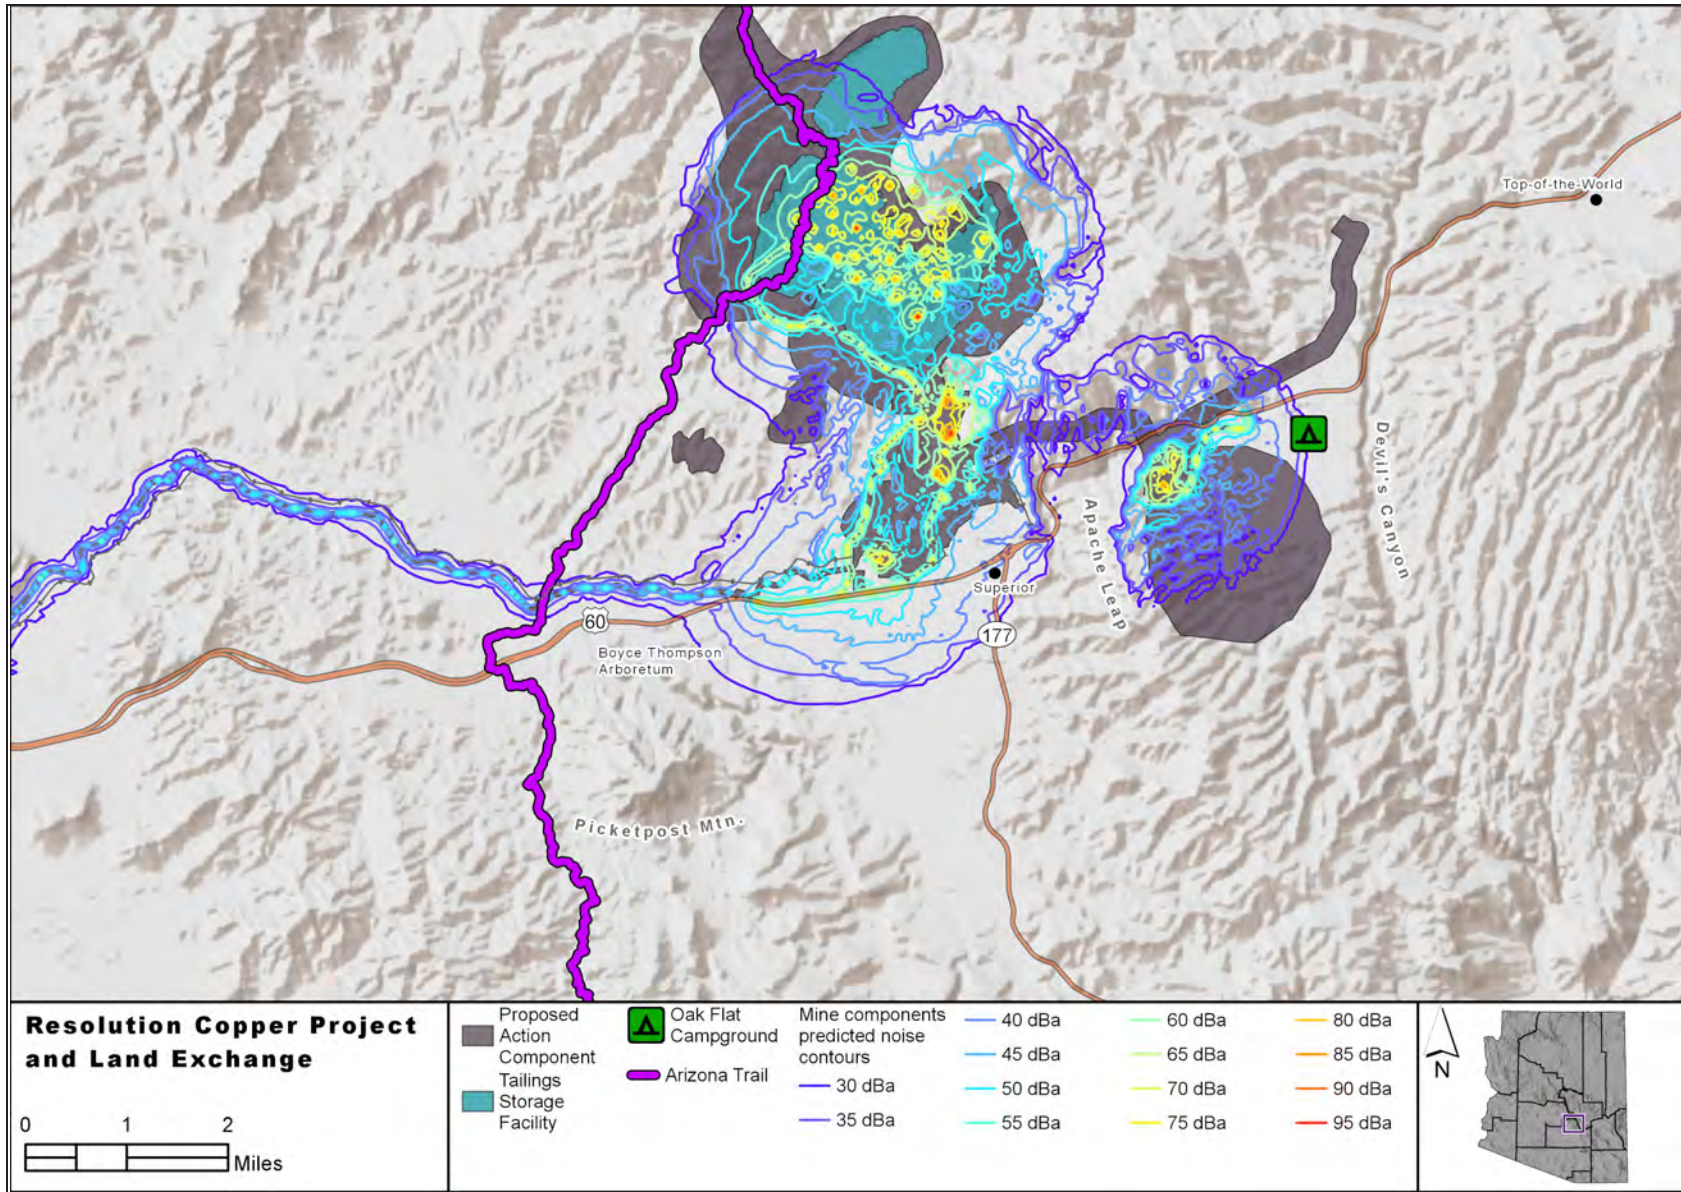 Top-of-the-World
Devil's Canyon
Apache Leap
Superior
60
177
Boyce Thompson
Arboretum
Picketpost Mtn.
Resolution Copper Project
and Land Exchange
0 1 2
Miles
Proposed
Action
Component
Tailings
Storage
Facility
Oak Flat
Campground
Arizona Trail
Mine components
predicted noise
contours
30 dBa
35 dBa
40 dBa
45 dBa
50 dBa
55 dBa
60 dBa
65 dBa
70 dBa
75 dBa
80 dBa
85 dBa
90 dBa
95 dBa
N